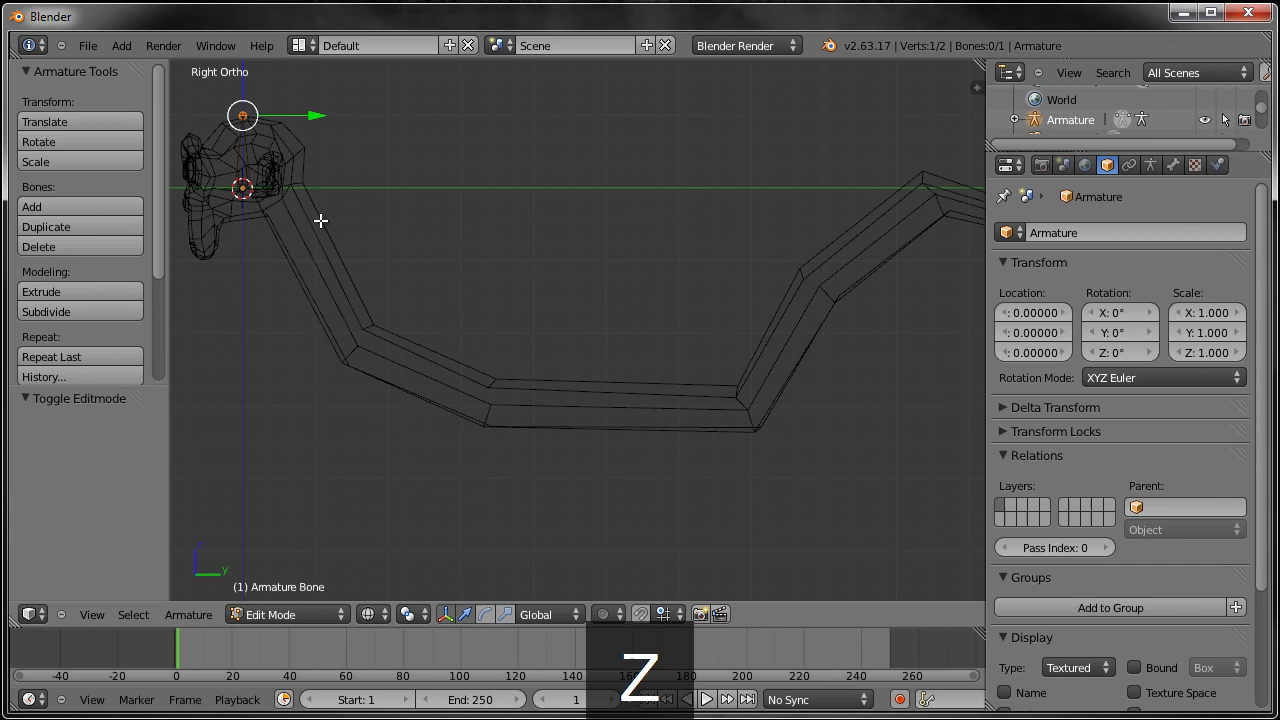 Blender
File Add Render Window Help Default Scene Blender Render v2.63.17 | Verts:1/2 | Bones:0/1 | Armature
Armature Tools
Transform:
Translate
Rotate
Scale
Bones:
Add
Duplicate
Delete
Modeling:
Extrude
Subdivide
Repeat:
Repeat Last
History...
Toggle Editmode
Right Ortho
y
(1) Armature Bone
View Select Armature Edit Mode Global
-40 -20 0 20 40 60 80 100 120 140 160 180 200 220 240 260
View Marker Frame Playback Start: 1 End: 250 1 No Sync
Z
View Search All Scenes
World
Armature
Armature
Armature
Transform
Location: Rotation: Scale:
: 0.00000 X: 0° X: 1.000
: 0.00000 Y: 0° Y: 1.000
: 0.00000 Z: 0° Z: 1.000
Rotation Mode: XYZ Euler
Delta Transform
Transform Locks
Relations
Layers: Parent:
Object
Pass Index: 0
Groups
Add to Group
Display
Type: Textured Bound Box
Name Texture Space